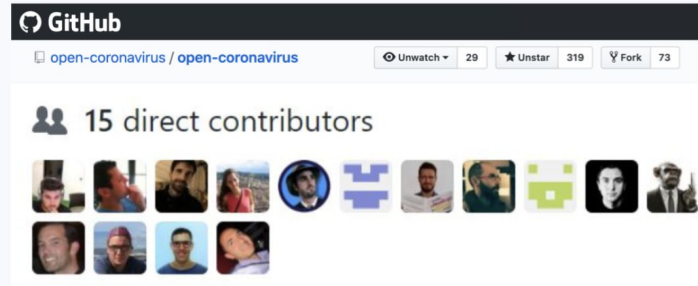 GitHub
open-coronavirus / open-coronavirus
Unwatch 29 Unstar 319 Fork 73
15 direct contributors